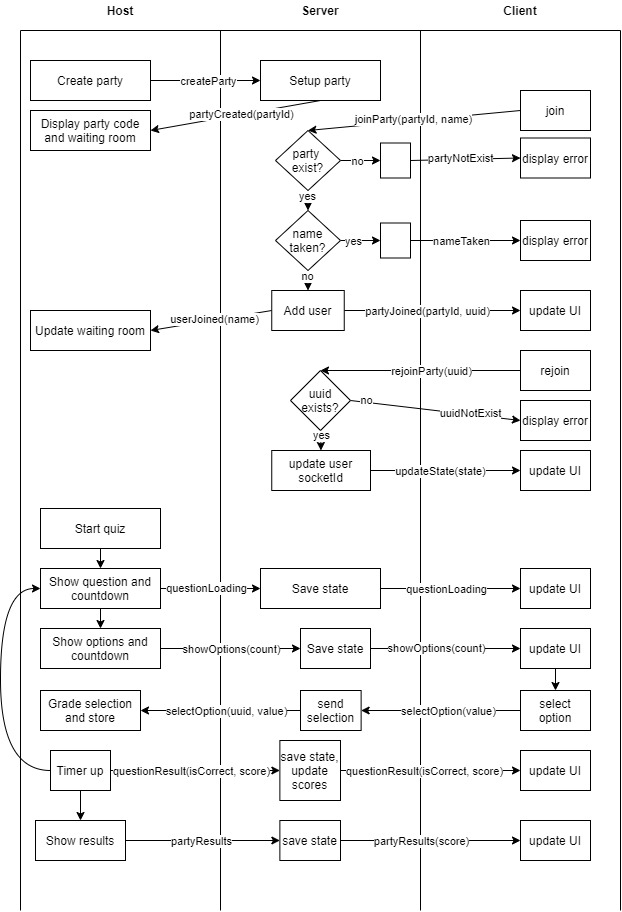 Host
Server
Client
Create party
createParty
Setup party
partyCreated(partyId)
Display party code
and waiting room
joinParty(partyId, name)
join
party
exist?
no
partyNotExist
display error
yes
name
taken?
yes
nameTaken
display error
no
Add user
userJoined(name)
Update waiting room
partyJoined(partyId, uuid)
update UI
rejoinParty(uuid)
rejoin
uuid
exists?
no
uuidNotExist
display error
yes
update user
socketId
updateState(state)
update UI
Start quiz
Show question and
countdown
questionLoading
Save state
questionLoading
update UI
Show options and
countdown
showOptions(count)
Save state
showOptions(count)
update UI
Grade selection
and store
selectOption(uuid, value)
send
selection
selectOption(value)
select
option
Timer up
questionResult(isCorrect, score)
save state,
update
scores
questionResult(isCorrect, score)
update UI
Show results
partyResults
save state
partyResults(score)
update UI